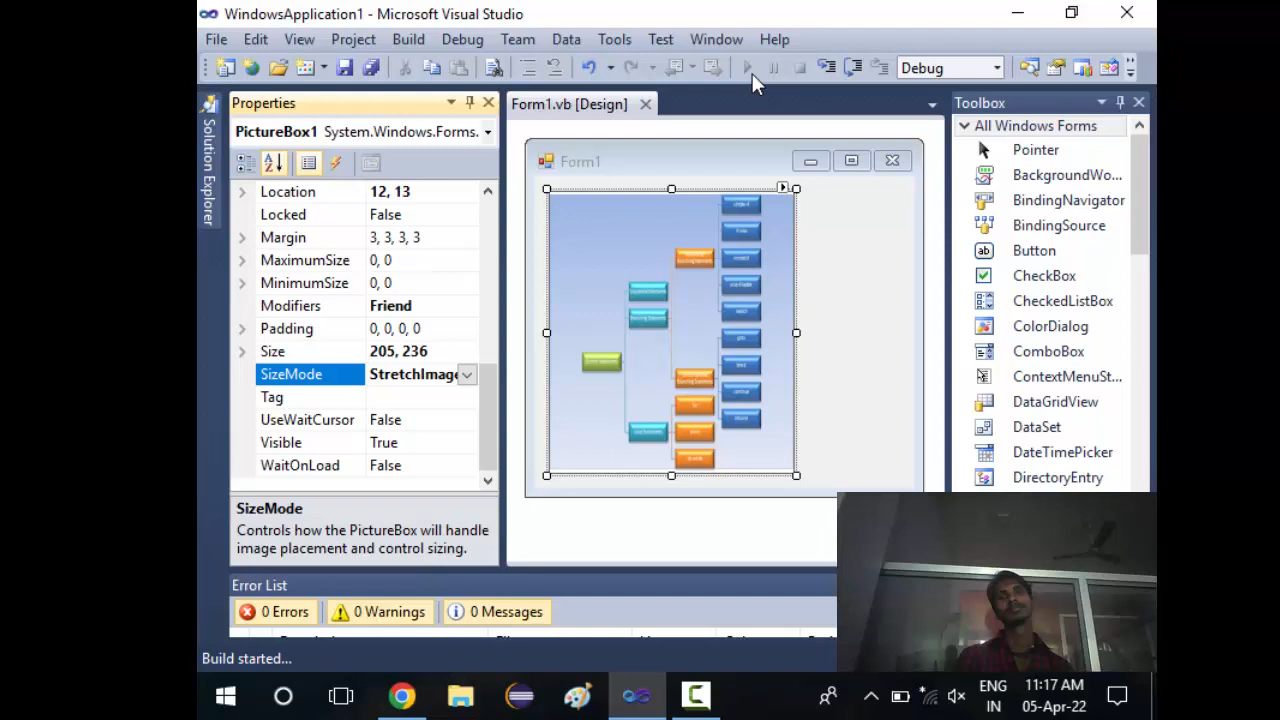 WindowsApplication1 - Microsoft Visual Studio
File Edit View Project Build Debug Team Data Tools Test Window Help
Debug
Solution Explorer
Properties
PictureBox1 System.Windows.Forms.
Location 12, 13
Locked False
Margin 3, 3, 3, 3
MaximumSize 0, 0
MinimumSize 0, 0
Modifiers Friend
Padding 0, 0, 0, 0
Size 205, 236
SizeMode StretchImage
Tag
UseWaitCursor False
Visible True
WaitOnLoad False
SizeMode
Controls how the PictureBox will handle
image placement and control sizing.
Form1.vb [Design]
Form1
Toolbox
All Windows Forms
Pointer
BackgroundWo...
BindingNavigator
BindingSource
Button
CheckBox
CheckedListBox
ColorDialog
ComboBox
ContextMenuSt...
DataGridView
DataSet
DateTimePicker
DirectoryEntry
Error List
0 Errors 0 Warnings 0 Messages
Build started...
ENG
IN
11:17 AM
05-Apr-22